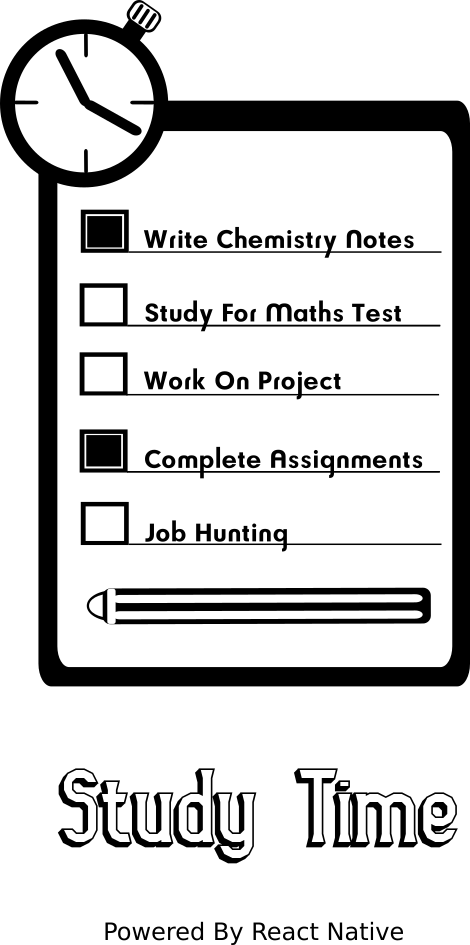 Write Chemistry Notes
Study For Maths Test
Work On Project
Complete Assignments
Job Hunting
Study Time
Powered By React Native